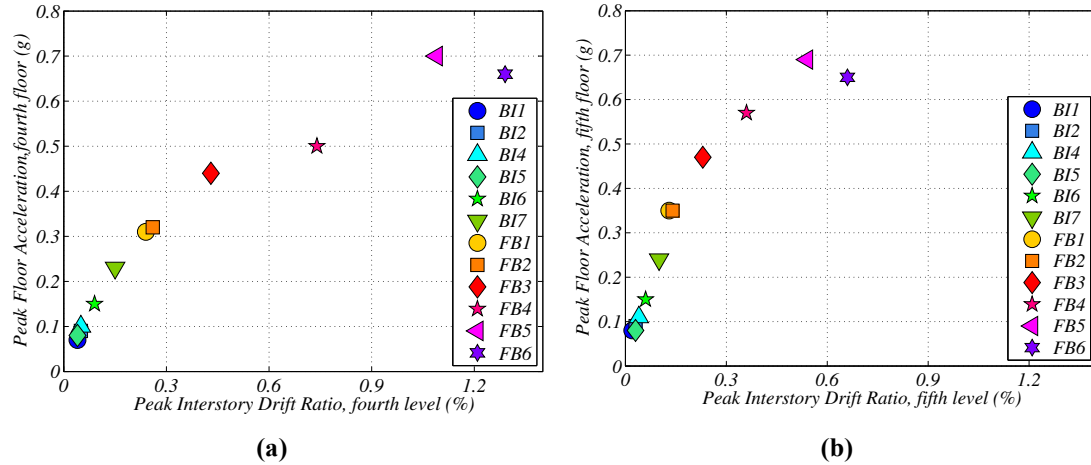 0.8
0.7
0.6
0.5
0.4
0.3
0.2
0.1
0
Peak Floor Acceleration,fourth floor (g)
0 0.3 0.6 0.9 1.2
Peak Interstory Drift Ratio, fourth level (%)
BI1
BI2
BI4
BI5
BI6
BI7
FB1
FB2
FB3
FB4
FB5
FB6
(a)
0.8
0.7
0.6
0.5
0.4
0.3
0.2
0.1
0
Peak Floor Acceleration, fifth floor (g)
0 0.3 0.6 0.9 1.2
Peak Interstory Drift Ratio, fifth level (%)
BI1
BI2
BI4
BI5
BI6
BI7
FB1
FB2
FB3
FB4
FB5
FB6
(b)